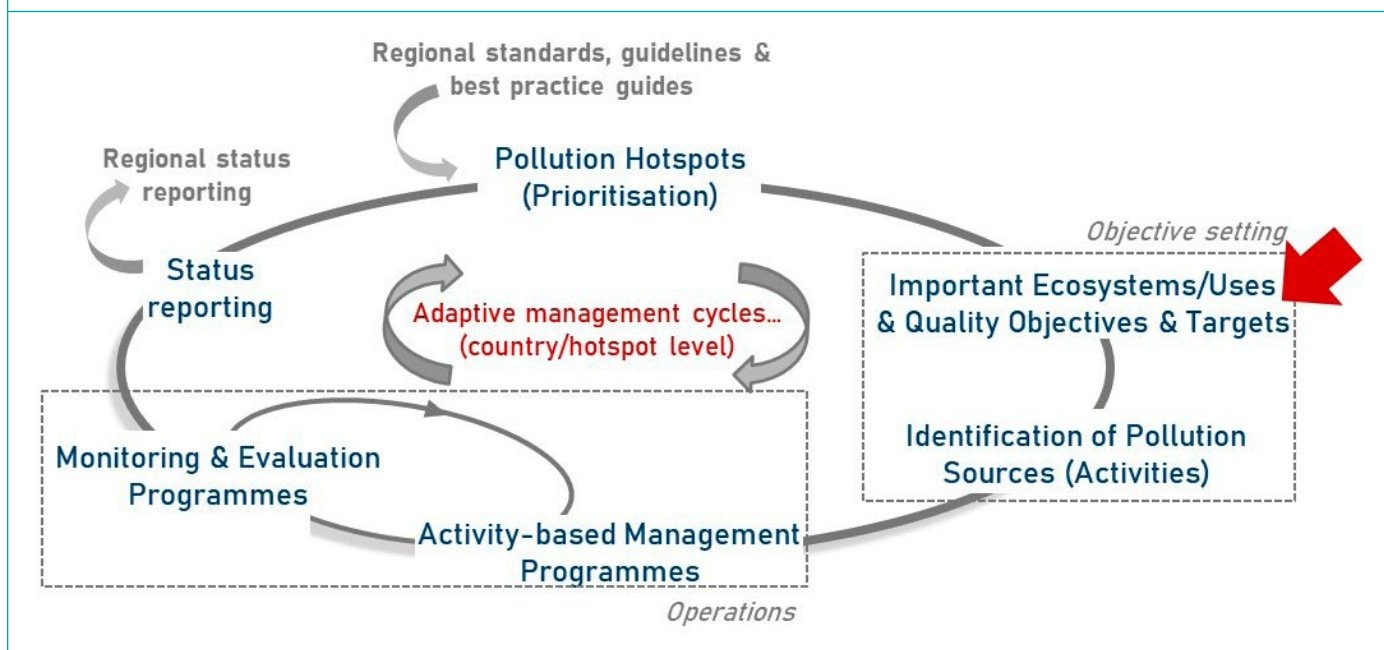 Regional standards, guidelines &
best practice guides
Regional status
reporting
Pollution Hotspots
(Prioritisation)
Objective setting
Status
reporting
Important Ecosystems/Uses
& Quality Objectives & Targets
Adaptive management cycles...
(country/hotspot level)
Identification of Pollution
Sources (Activities)
Monitoring & Evaluation
Programmes
Activity-based Management
Programmes
Operations